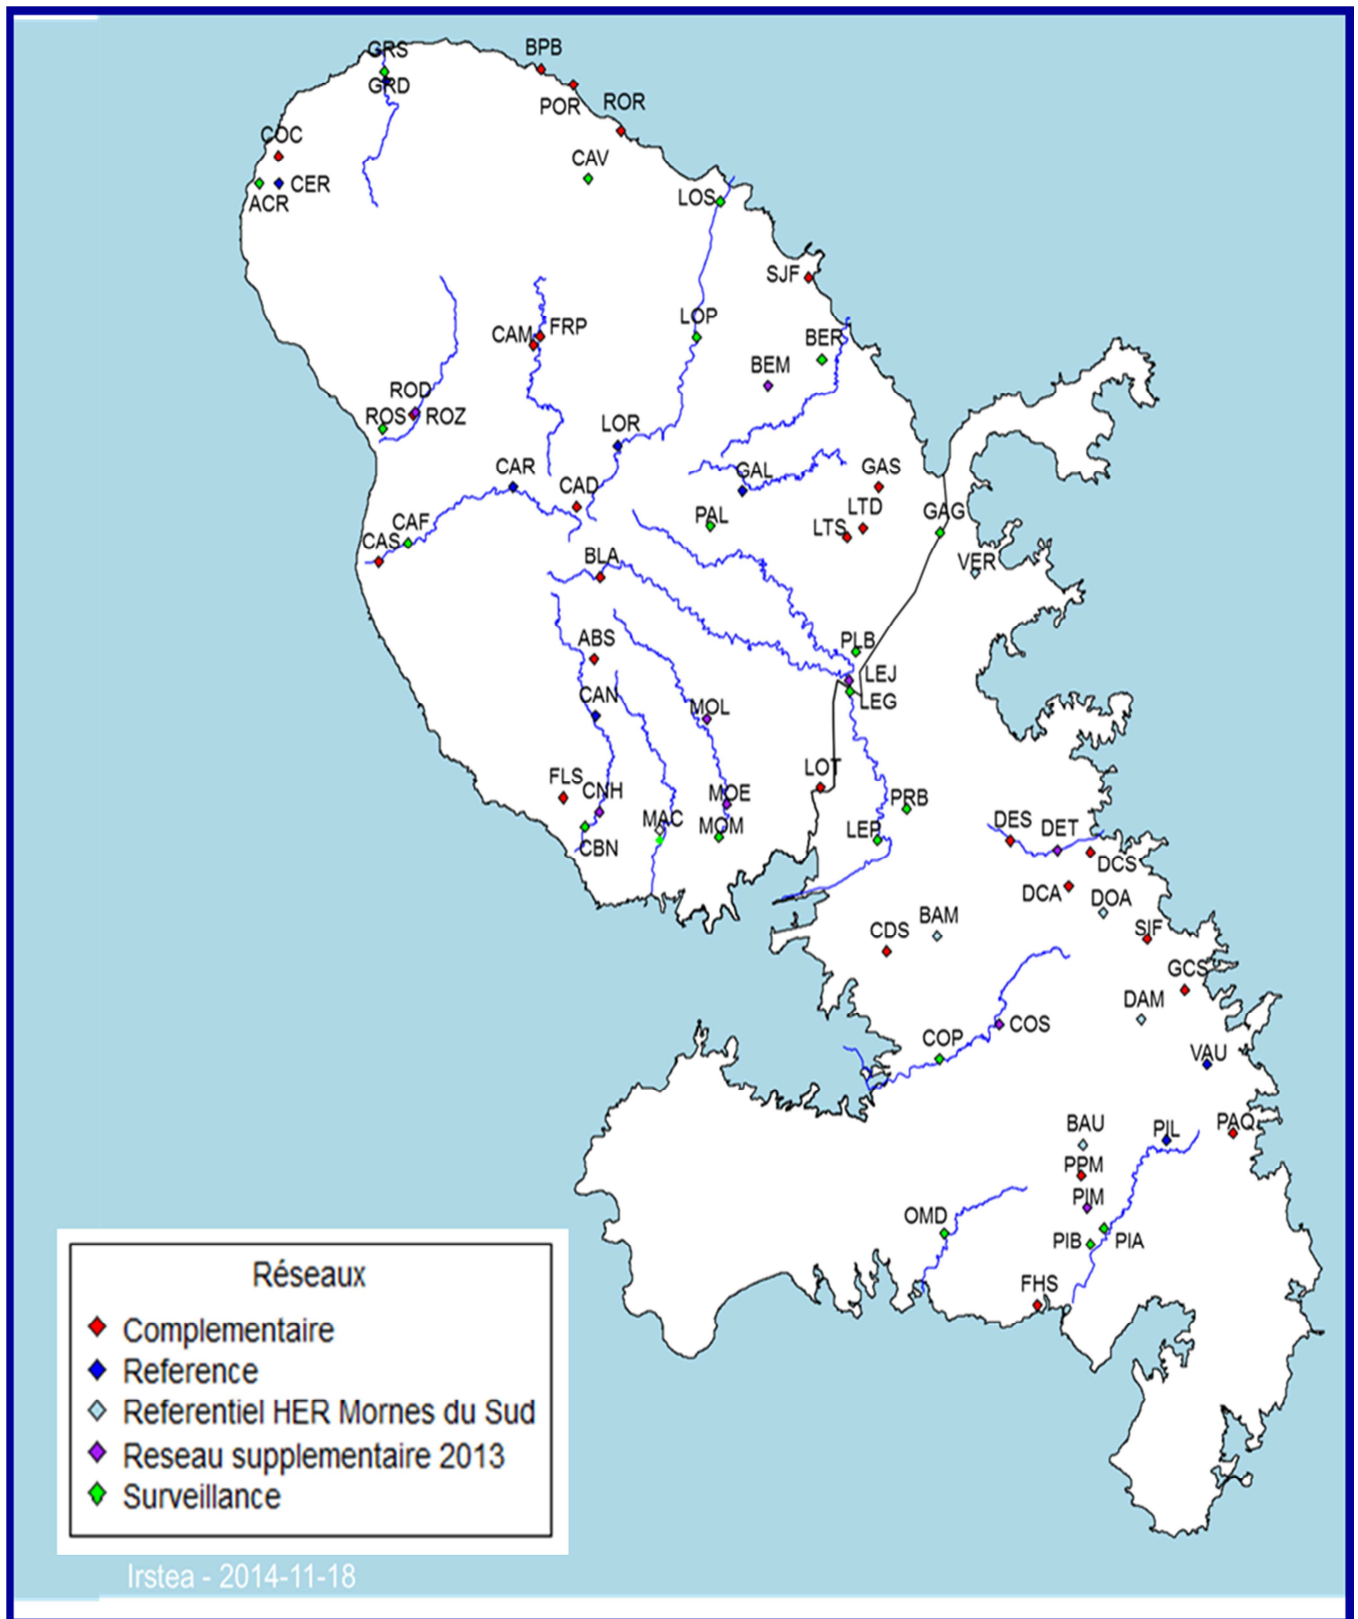 GRS
BPB
GRD
POR
ROR
COC
CAV
CER
ACR
LOS
SJF
LOP
CAM
FRP
BER
BEM
ROD
ROS
ROZ
LOR
CAR
CAD
GAL
GAS
LTD
PAL
LTS
GAG
CAF
CAS
BLA
VER
ABS
PLB
LEJ
CAN
LEG
MOL
LOT
FLS
CNH
MOE
PRB
MAC
MOM
LEP
DES
DET
CBN
DCS
DCA
DOA
BAM
CDS
SIF
GCS
DAM
COS
COP
VAU
BAU
PIL
PAQ
PPM
PIM
OMD
PIB
PIA
FHS
Réseaux
Complementaire
Reference
Referentiel HER Mornes du Sud
Reseau supplementaire 2013
Surveillance
Irstea - 2014-11-18